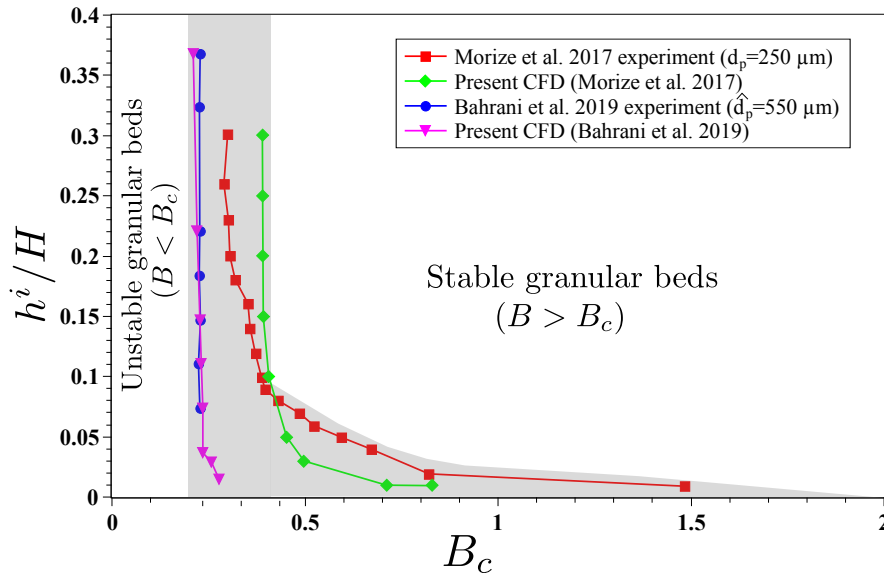 0.4
0.35
0.3
0.25
0.2
0.15
0.1
0.05
0
h^i/H
Unstable granular beds
(B < B_c)
Morize et al. 2017 experiment (d_p=250 µm)
Present CFD (Morize et al. 2017)
Bahrani et al. 2019 experiment (d̂_p=550 µm)
Present CFD (Bahrani et al. 2019)
Stable granular beds
(B > B_c)
0 0.5 1 1.5 2
B_c